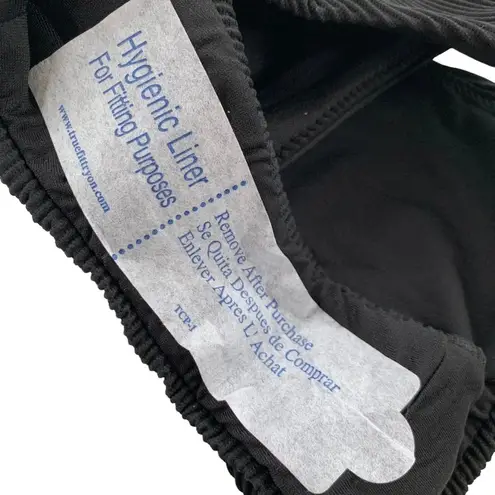 Hygienic Liner
For Fitting Purposes
www.truefittryon.com
Remove After Purchase
Se Quita Despues de Comprar
Enlever Apres L' Achat
TCP-1